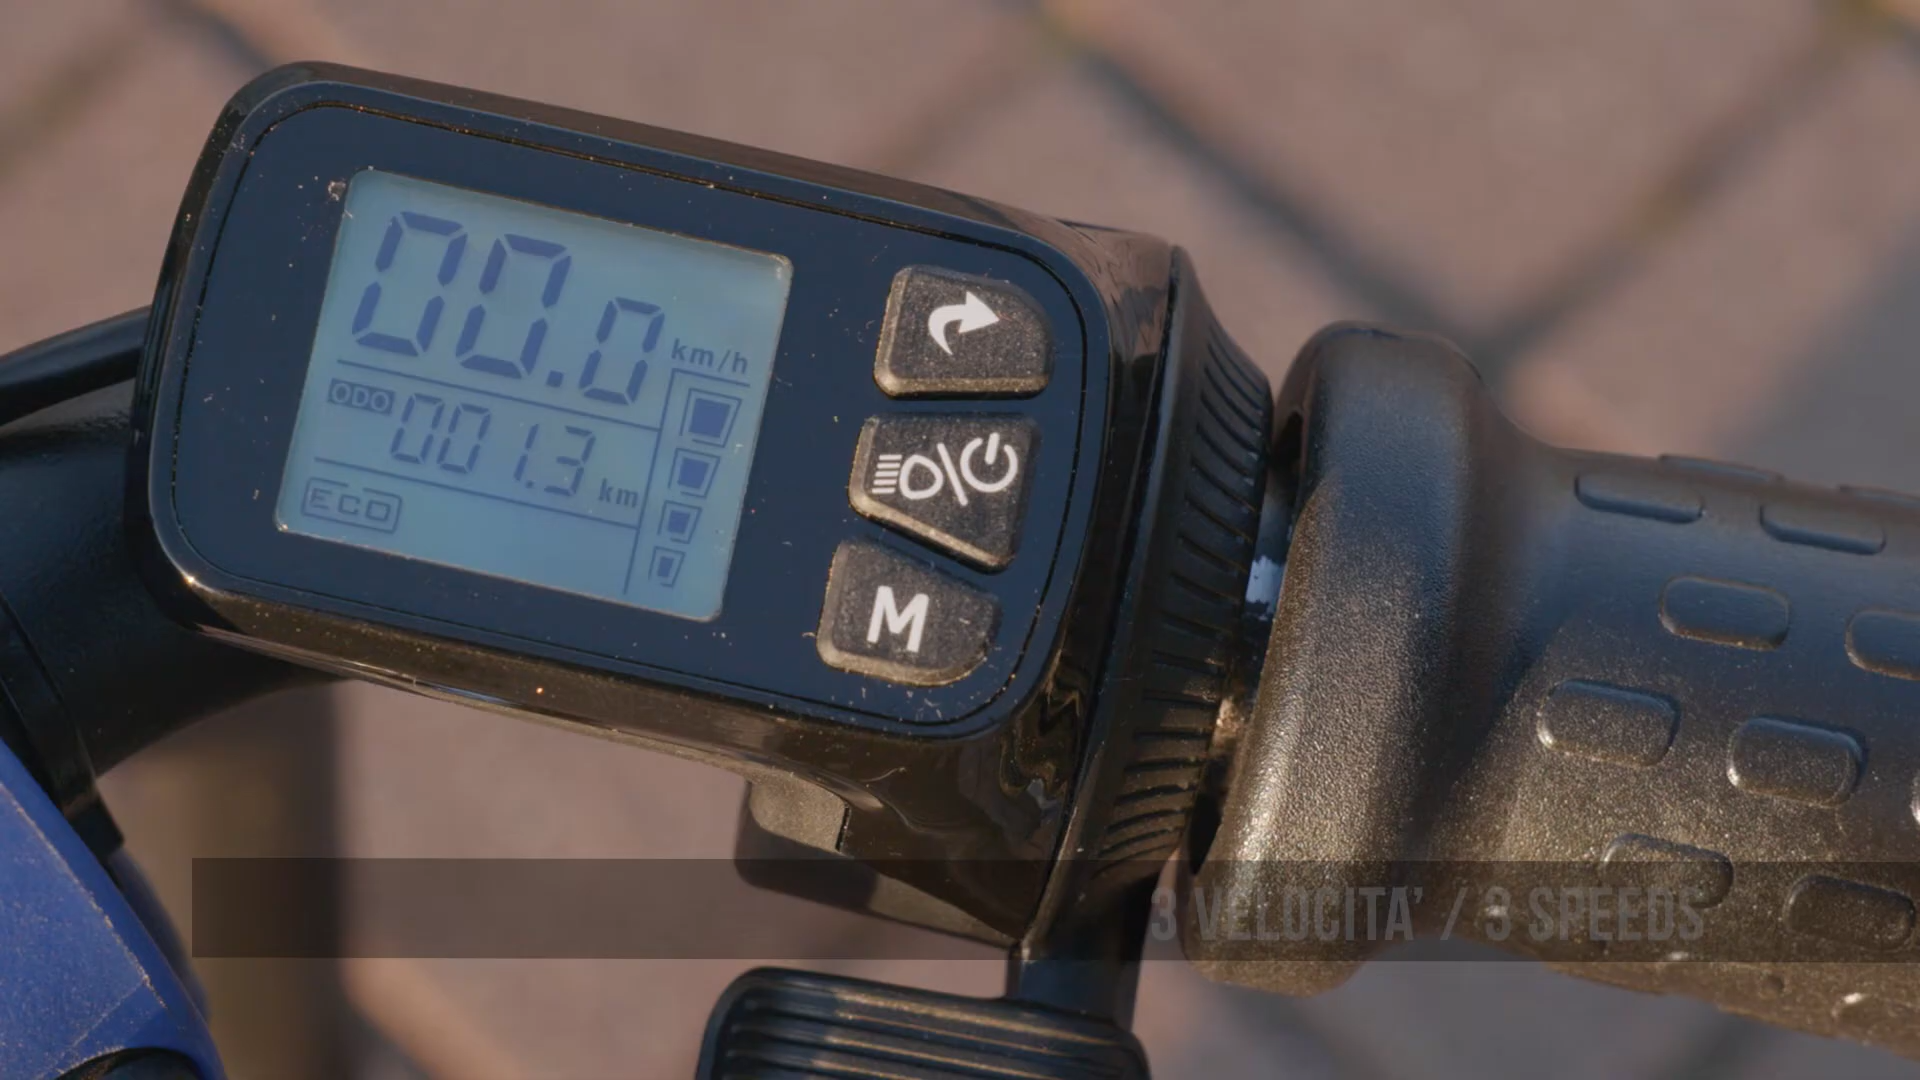 00.0 km/h
ODO 001.3 km
ECO
M
3 VELOCITA' / 3 SPEEDS